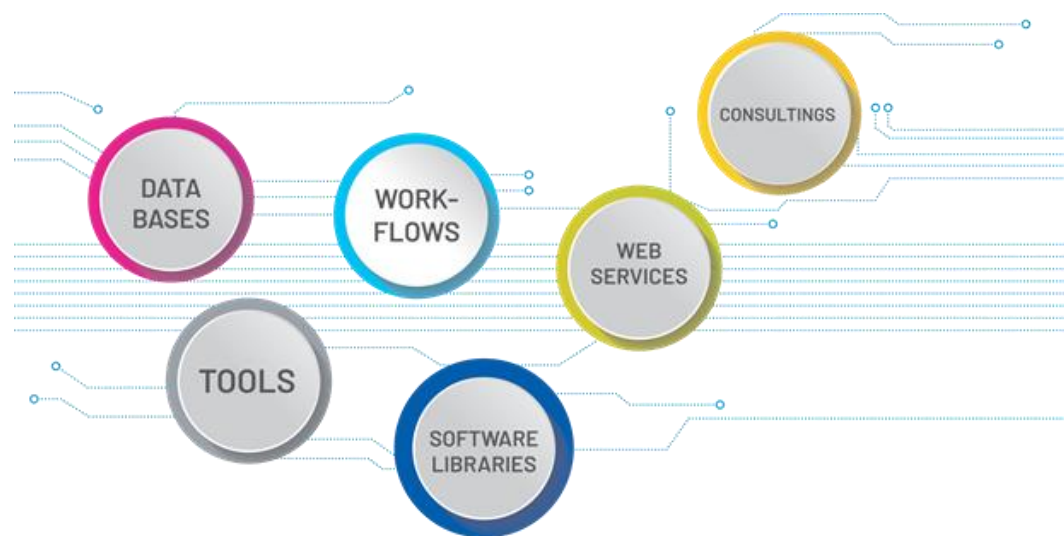 DATA
BASES
WORK-
FLOWS
WEB
SERVICES
CONSULTINGS
TOOLS
SOFTWARE
LIBRARIES